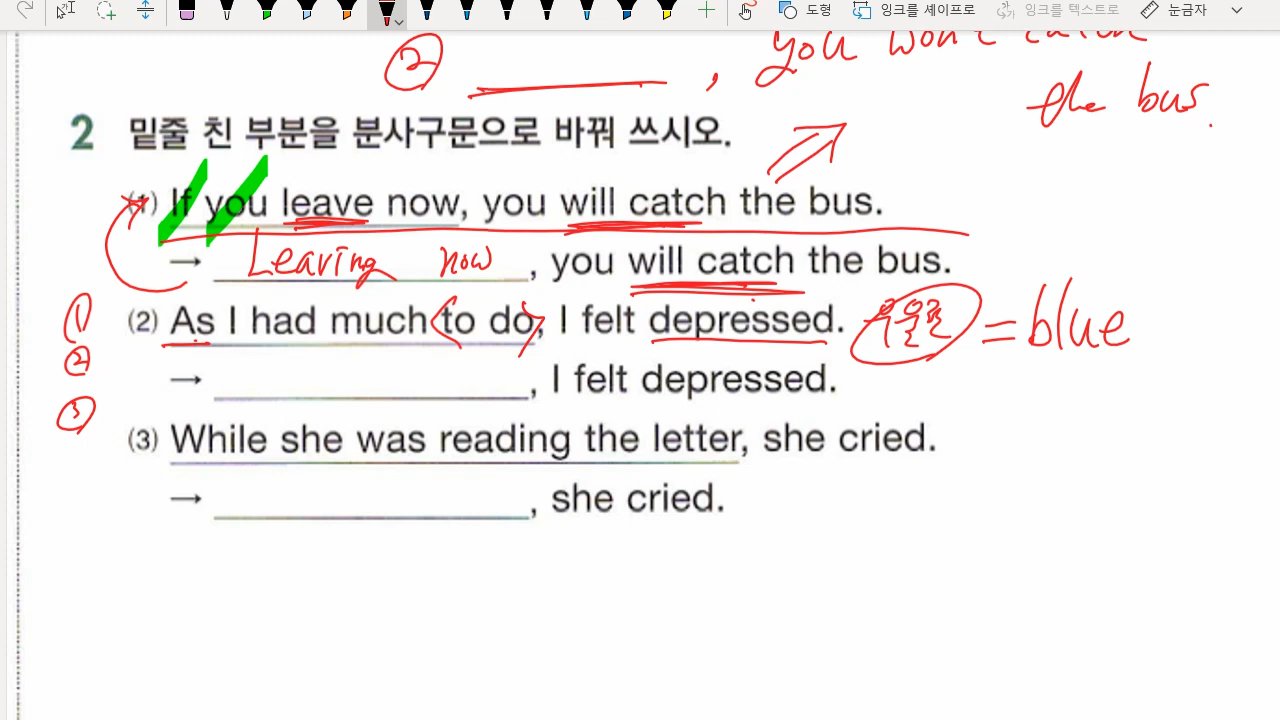 도형 잉크를 셰이프로 잉크를 텍스트로 눈금자
② , you won't catch
the bus.
2 밑줄 친 부분을 분사구문으로 바꿔 쓰시오.
(1) If you leave now, you will catch the bus.
→ Leaving now, you will catch the bus.
① (2) As I had much <to do>, I felt depressed. = blue
②
→ , I felt depressed.
③
(3) While she was reading the letter, she cried.
→ , she cried.